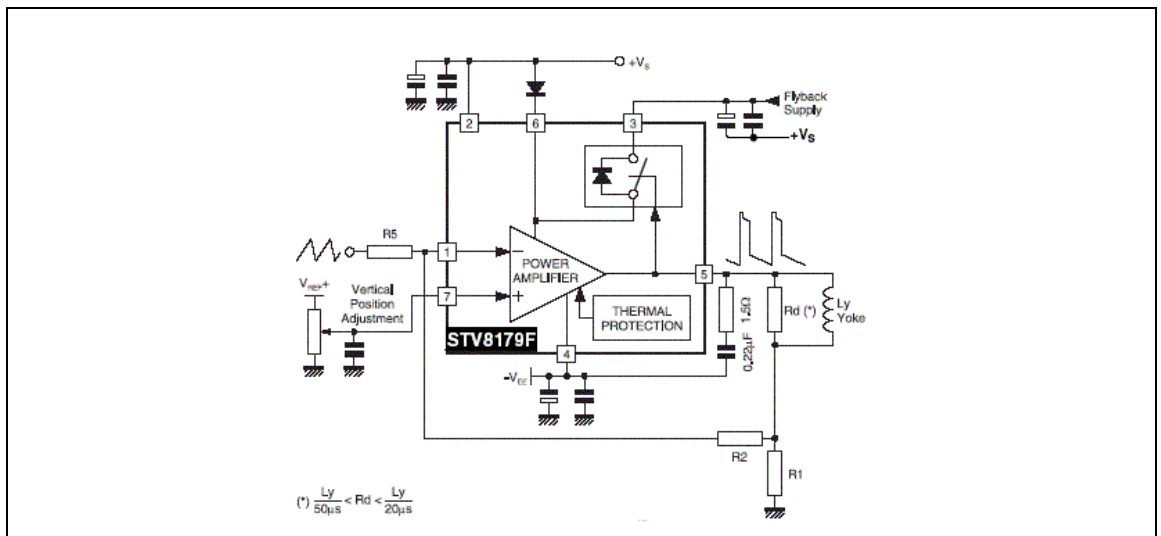 +VS
Flyback
Supply
+VS
2
6
3
R5
1
POWER
AMPLIFIER
−
+
5
VREF+
Vertical
Position
Adjustment
7
THERMAL
PROTECTION
1.5Ω
0.22µF
Rd (*)
Ly
Yoke
STV8179F
4
−VEE
R2
R1
(*) Ly/50µs < Rd < Ly/20µs